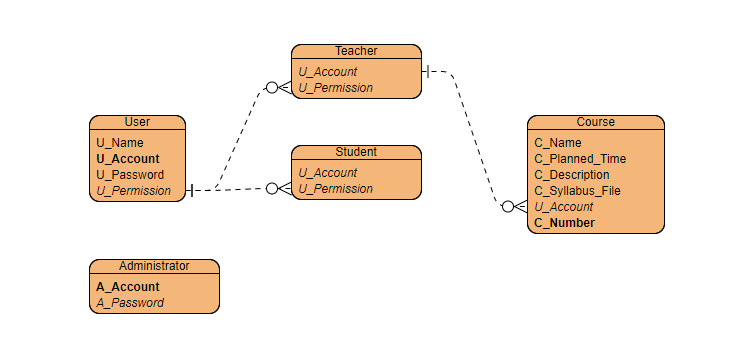 Teacher
U_Account
U_Permission
User
U_Name
U_Account
U_Password
U_Permission
Student
U_Account
U_Permission
Course
C_Name
C_Planned_Time
C_Description
C_Syllabus_File
U_Account
C_Number
Administrator
A_Account
A_Password